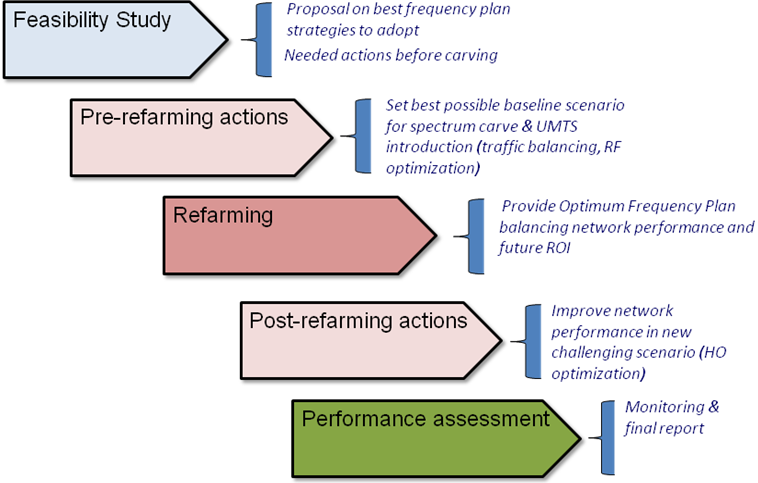 Feasibility Study
Proposal on best frequency plan
strategies to adopt
Needed actions before carving
Pre-refarming actions
Set best possible baseline scenario
for spectrum carve & UMTS
introduction (traffic balancing, RF
optimization)
Refarming
Provide Optimum Frequency Plan
balancing network performance and
future ROI
Post-refarming actions
Improve network
performance in new
challenging scenario (HO
optimization)
Performance assessment
Monitoring &
final report